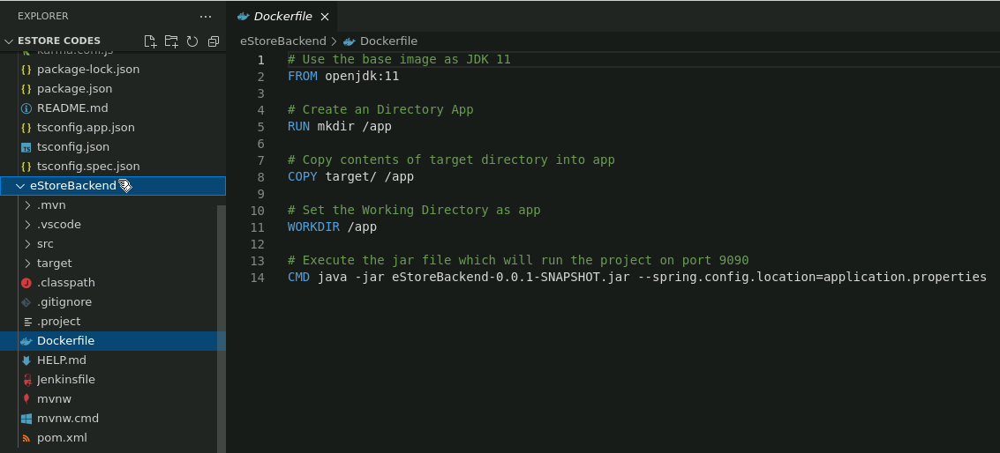 EXPLORER
ESTORE CODES
karma.conf.js
package-lock.json
package.json
README.md
tsconfig.app.json
tsconfig.json
tsconfig.spec.json
eStoreBackend
.mvn
.vscode
src
target
.classpath
.gitignore
.project
Dockerfile
HELP.md
Jenkinsfile
mvnw
mvnw.cmd
pom.xml
Dockerfile
eStoreBackend > Dockerfile
1 # Use the base image as JDK 11
2 FROM openjdk:11
3
4 # Create an Directory App
5 RUN mkdir /app
6
7 # Copy contents of target directory into app
8 COPY target/ /app
9
10 # Set the Working Directory as app
11 WORKDIR /app
12
13 # Execute the jar file which will run the project on port 9090
14 CMD java -jar eStoreBackend-0.0.1-SNAPSHOT.jar --spring.config.location=application.properties